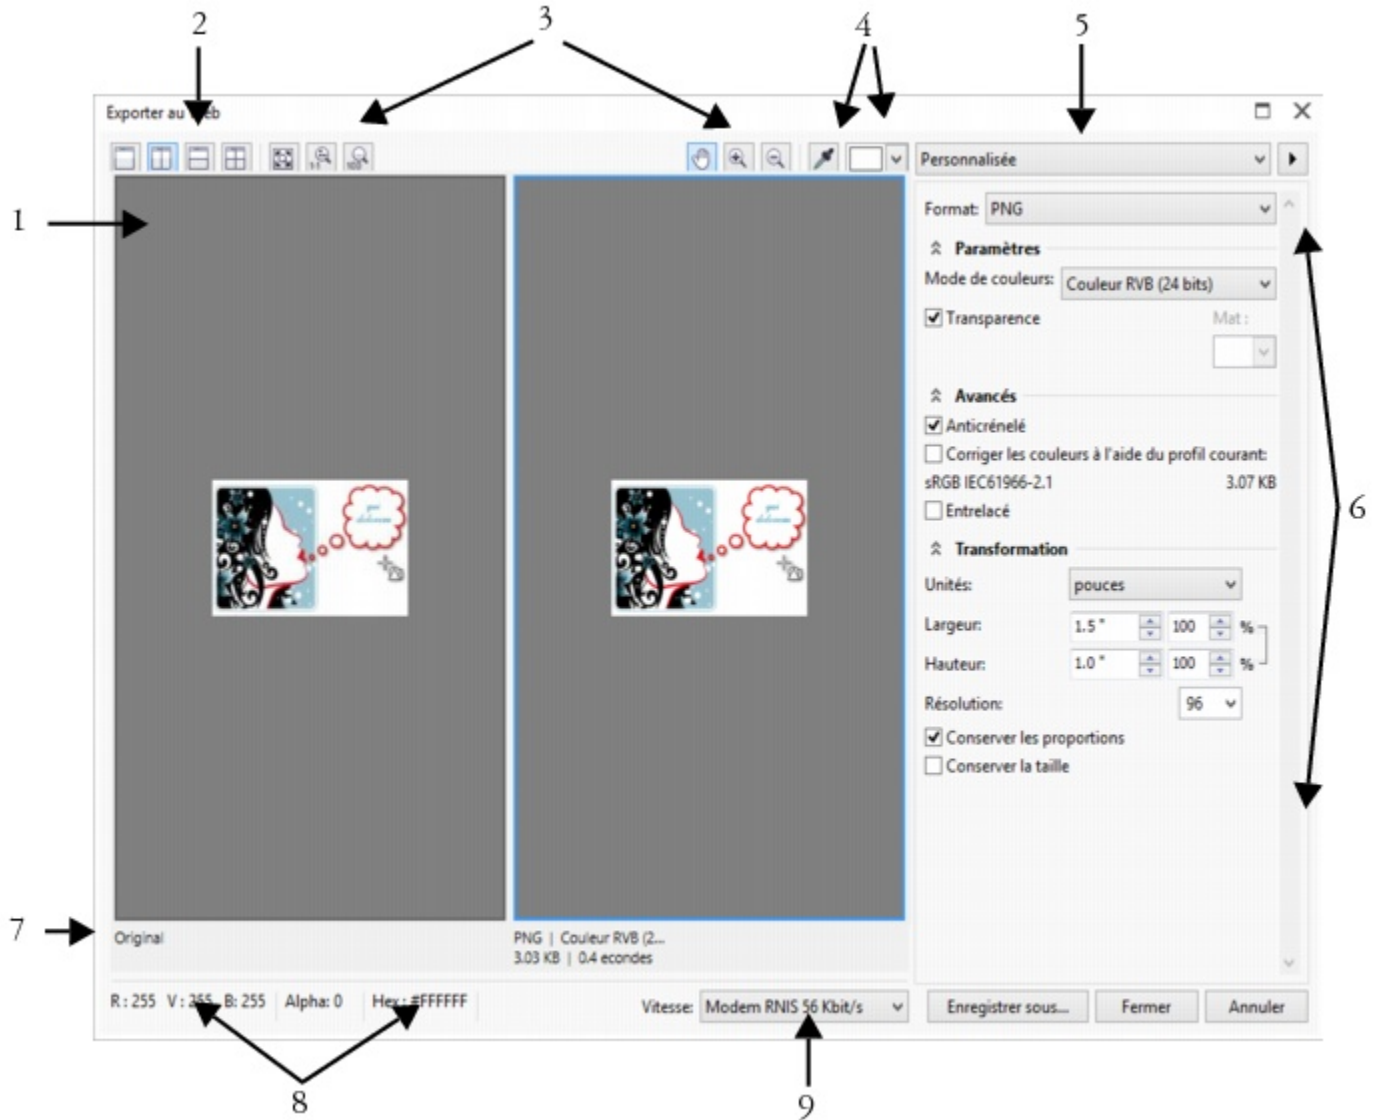 2
3
4
5
Exporter au
Personnalisée
1
Format: PNG
Paramètres
Mode de couleurs: Couleur RVB (24 bits)
Transparence
Mat :
Avancés
Anticrénelé
Corriger les couleurs à l'aide du profil courant:
sRGB IEC61966-2.1 3.07 KB
Entrelacé
6
Transformation
Unités: pouces
Largeur: 1.5 " 100 %
Hauteur: 1.0 " 100 %
Résolution: 96
Conserver les proportions
Conserver la taille
7
Original
PNG | Couleur RVB (2...
3.03 KB | 0.4 econdes
R : 255 V : 255 B: 255 Alpha: 0 Hex : #FFFFFF
Vitesse: Modem RNIS 56 Kbit/s
Enregistrer sous... Fermer Annuler
8
9